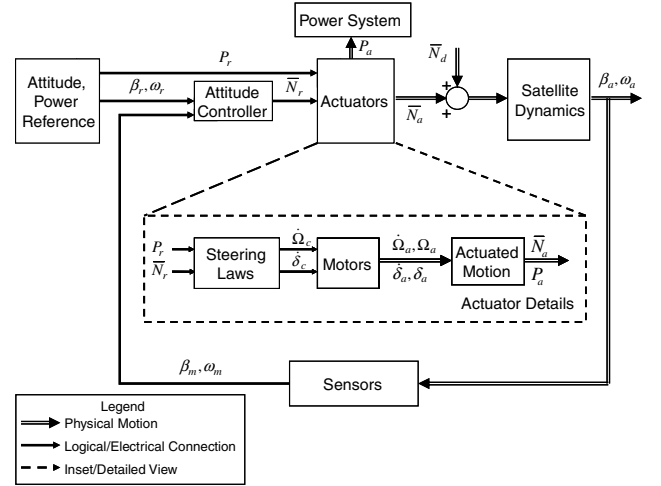 Power System
P_a
P_r
Attitude,
Power
Reference
β_r, ω_r
Attitude
Controller
N̅_r
Actuators
N̅_a
N̅_d
+
+
Satellite
Dynamics
β_a, ω_a
P_r
N̅_r
Steering
Laws
Ω̇_c
δ̇_c
Motors
Ω̇_a, Ω_a
δ̇_a, δ_a
Actuated
Motion
N̅_a
P_a
Actuator Details
β_m, ω_m
Sensors
Legend
Physical Motion
Logical/Electrical Connection
Inset/Detailed View